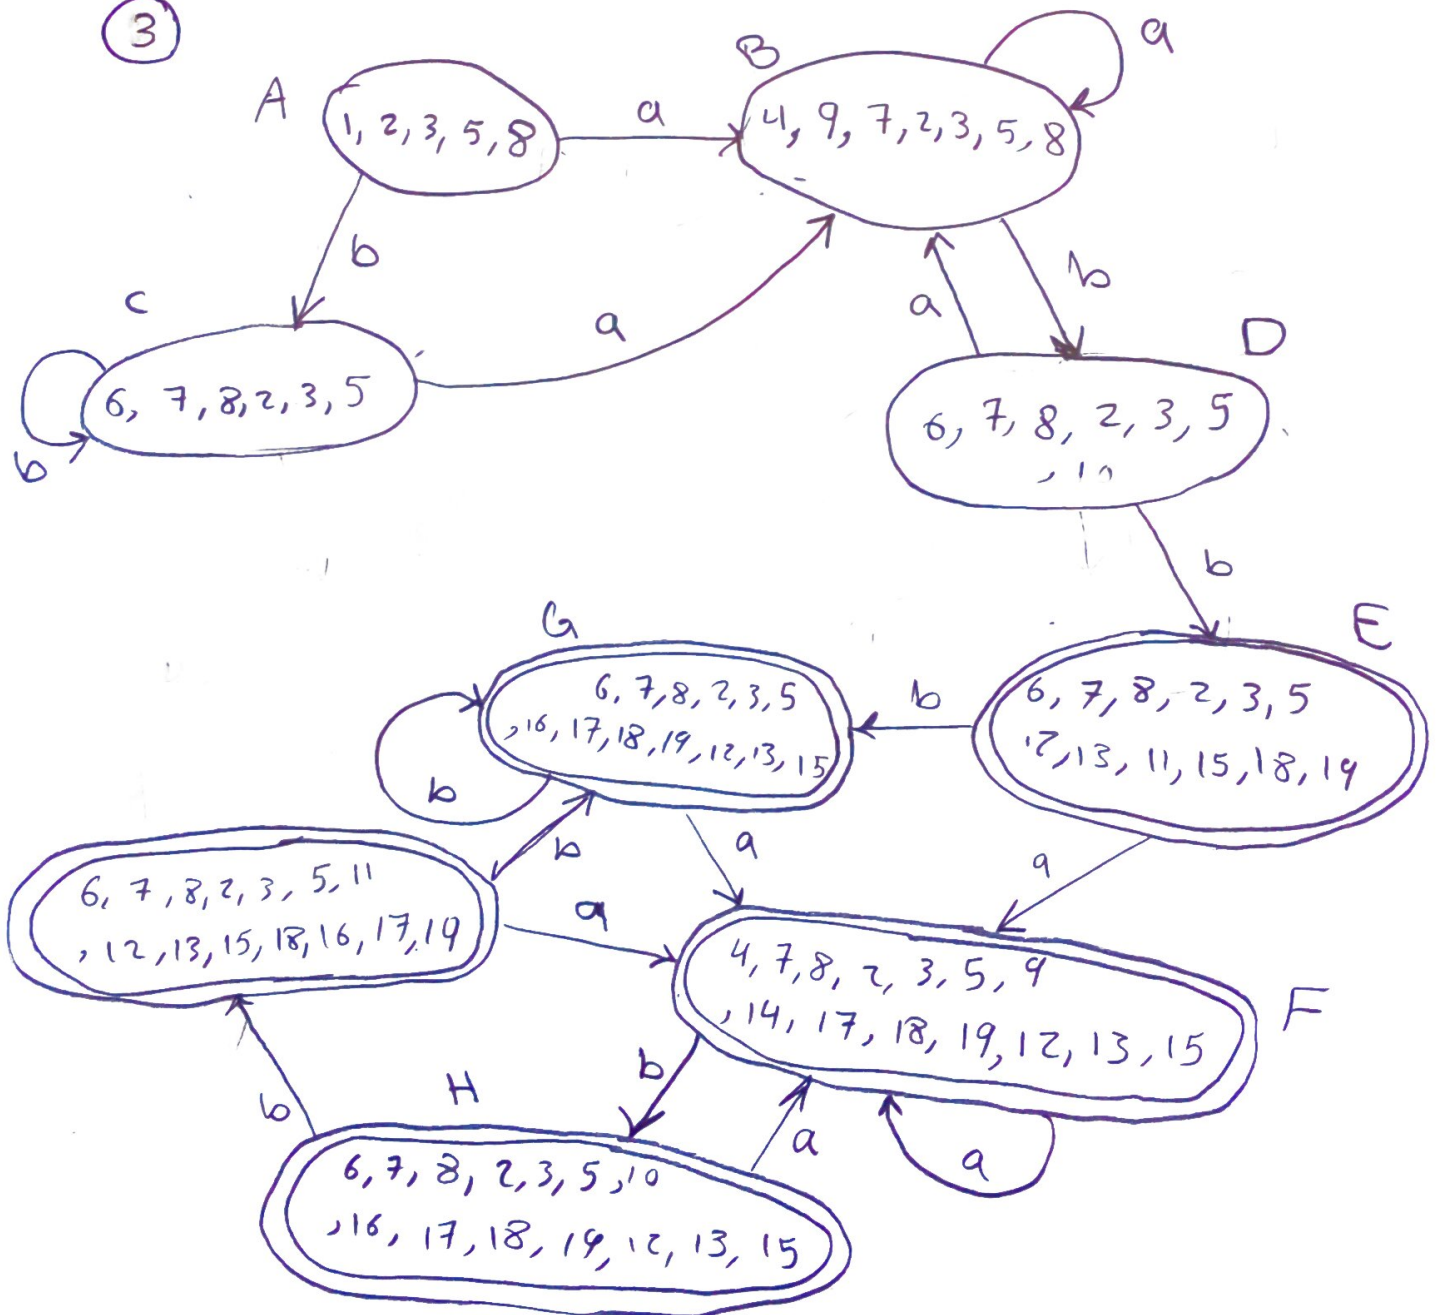 3
A
1, 2, 3, 5, 8
a
B
4, 9, 7, 2, 3, 5, 8
a
b
C
6, 7, 8, 2, 3, 5
b
a
a
b
D
6, 7, 8, 2, 3, 5
, 10
b
G
6, 7, 8, 2, 3, 5
, 16, 17, 18, 19, 12, 13, 15
b
b
E
6, 7, 8, 2, 3, 5
12, 13, 11, 15, 18, 19
a
a
b
6, 7, 8, 2, 3, 5, 11
, 12, 13, 15, 18, 16, 17, 19
a
F
4, 7, 8, 2, 3, 5, 9
, 14, 17, 18, 19, 12, 13, 15
b
b
a
a
H
6, 7, 8, 2, 3, 5, 10
, 16, 17, 18, 19, 12, 13, 15